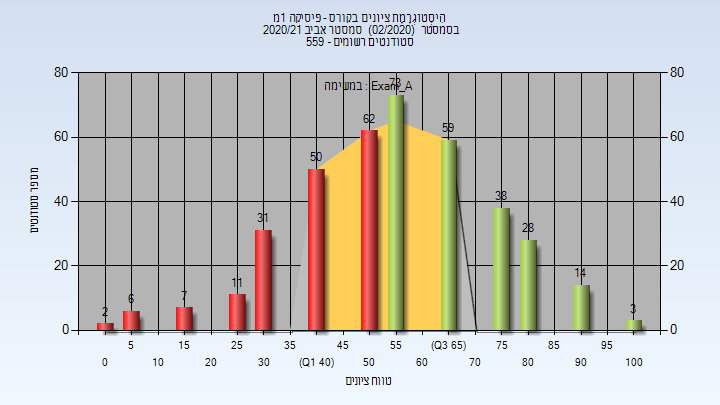 היסטוגרמת ציונים בקורס - פיסיקה 1מ
בסמסטר (02/2020) סמסטר אביב 2020/21
סטודנטים רשומים - 559
במשימה : Exam_A
מספר סטודנטים
80 80
60 60
40 40
20 20
0 0
2 6 7 11 31 50 62 73 59 38 28 14 3
5 15 25 35 45 55 (Q3 65) 75 85 95
0 10 20 30 (Q1 40) 50 60 70 80 90 100
טווח ציונים